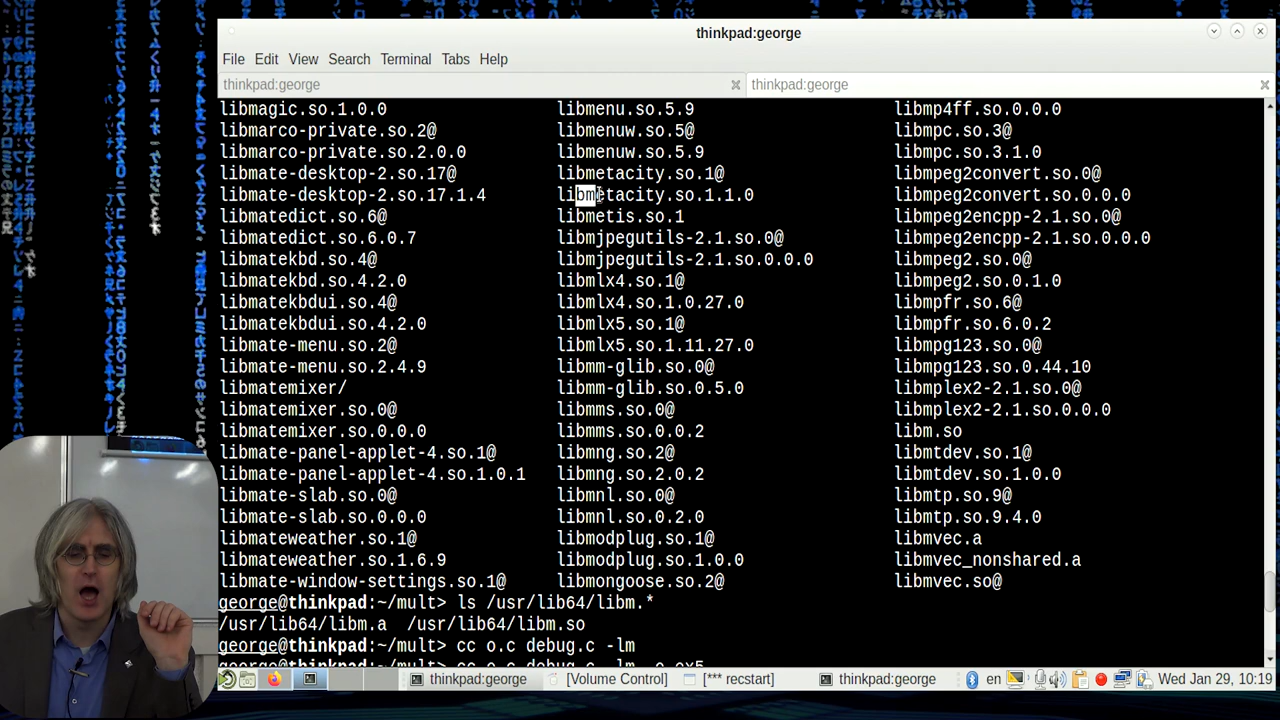 thinkpad:george
File Edit View Search Terminal Tabs Help
thinkpad:george thinkpad:george
libmagic.so.1.0.0 libmenu.so.5.9 libmp4ff.so.0.0.0
libmarco-private.so.2@ libmenuw.so.5@ libmpc.so.3@
libmarco-private.so.2.0.0 libmenuw.so.5.9 libmpc.so.3.1.0
libmate-desktop-2.so.17@ libmetacity.so.1@ libmpeg2convert.so.0@
libmate-desktop-2.so.17.1.4 libmetacity.so.1.1.0 libmpeg2convert.so.0.0.0
libmatedict.so.6@ libmetis.so.1 libmpeg2encpp-2.1.so.0@
libmatedict.so.6.0.7 libmjpegutils-2.1.so.0@ libmpeg2encpp-2.1.so.0.0.0
libmatekbd.so.4@ libmjpegutils-2.1.so.0.0.0 libmpeg2.so.0@
libmatekbd.so.4.2.0 libmlx4.so.1@ libmpeg2.so.0.1.0
libmatekbdui.so.4@ libmlx4.so.1.0.27.0 libmpfr.so.6@
libmatekbdui.so.4.2.0 libmlx5.so.1@ libmpfr.so.6.0.2
libmate-menu.so.2@ libmlx5.so.1.11.27.0 libmpg123.so.0@
libmate-menu.so.2.4.9 libmm-glib.so.0@ libmpg123.so.0.44.10
libmatemixer/ libmm-glib.so.0.5.0 libmplex2-2.1.so.0@
libmatemixer.so.0@ libmms.so.0@ libmplex2-2.1.so.0.0.0
libmatemixer.so.0.0.0 libmms.so.0.0.2 libm.so
libmate-panel-applet-4.so.1@ libmng.so.2@ libmtdev.so.1@
libmate-panel-applet-4.so.1.0.1 libmng.so.2.0.2 libmtdev.so.1.0.0
libmate-slab.so.0@ libmnl.so.0@ libmtp.so.9@
libmate-slab.so.0.0.0 libmnl.so.0.2.0 libmtp.so.9.4.0
libmateweather.so.1@ libmodplug.so.1@ libmvec.a
libmateweather.so.1.6.9 libmodplug.so.1.0.0 libmvec_nonshared.a
libmate-window-settings.so.1@ libmongoose.so.2@ libmvec.so@
george@thinkpad:~/mult> ls /usr/lib64/libm.*
/usr/lib64/libm.a /usr/lib64/libm.so
george@thinkpad:~/mult> cc o.c debug.c -lm
george@thinkpad:~/mult> cc o.c debug.c -lm -o ex5
thinkpad:george [Volume Control] [*** recstart] thinkpad:george en Wed Jan 29, 10:19